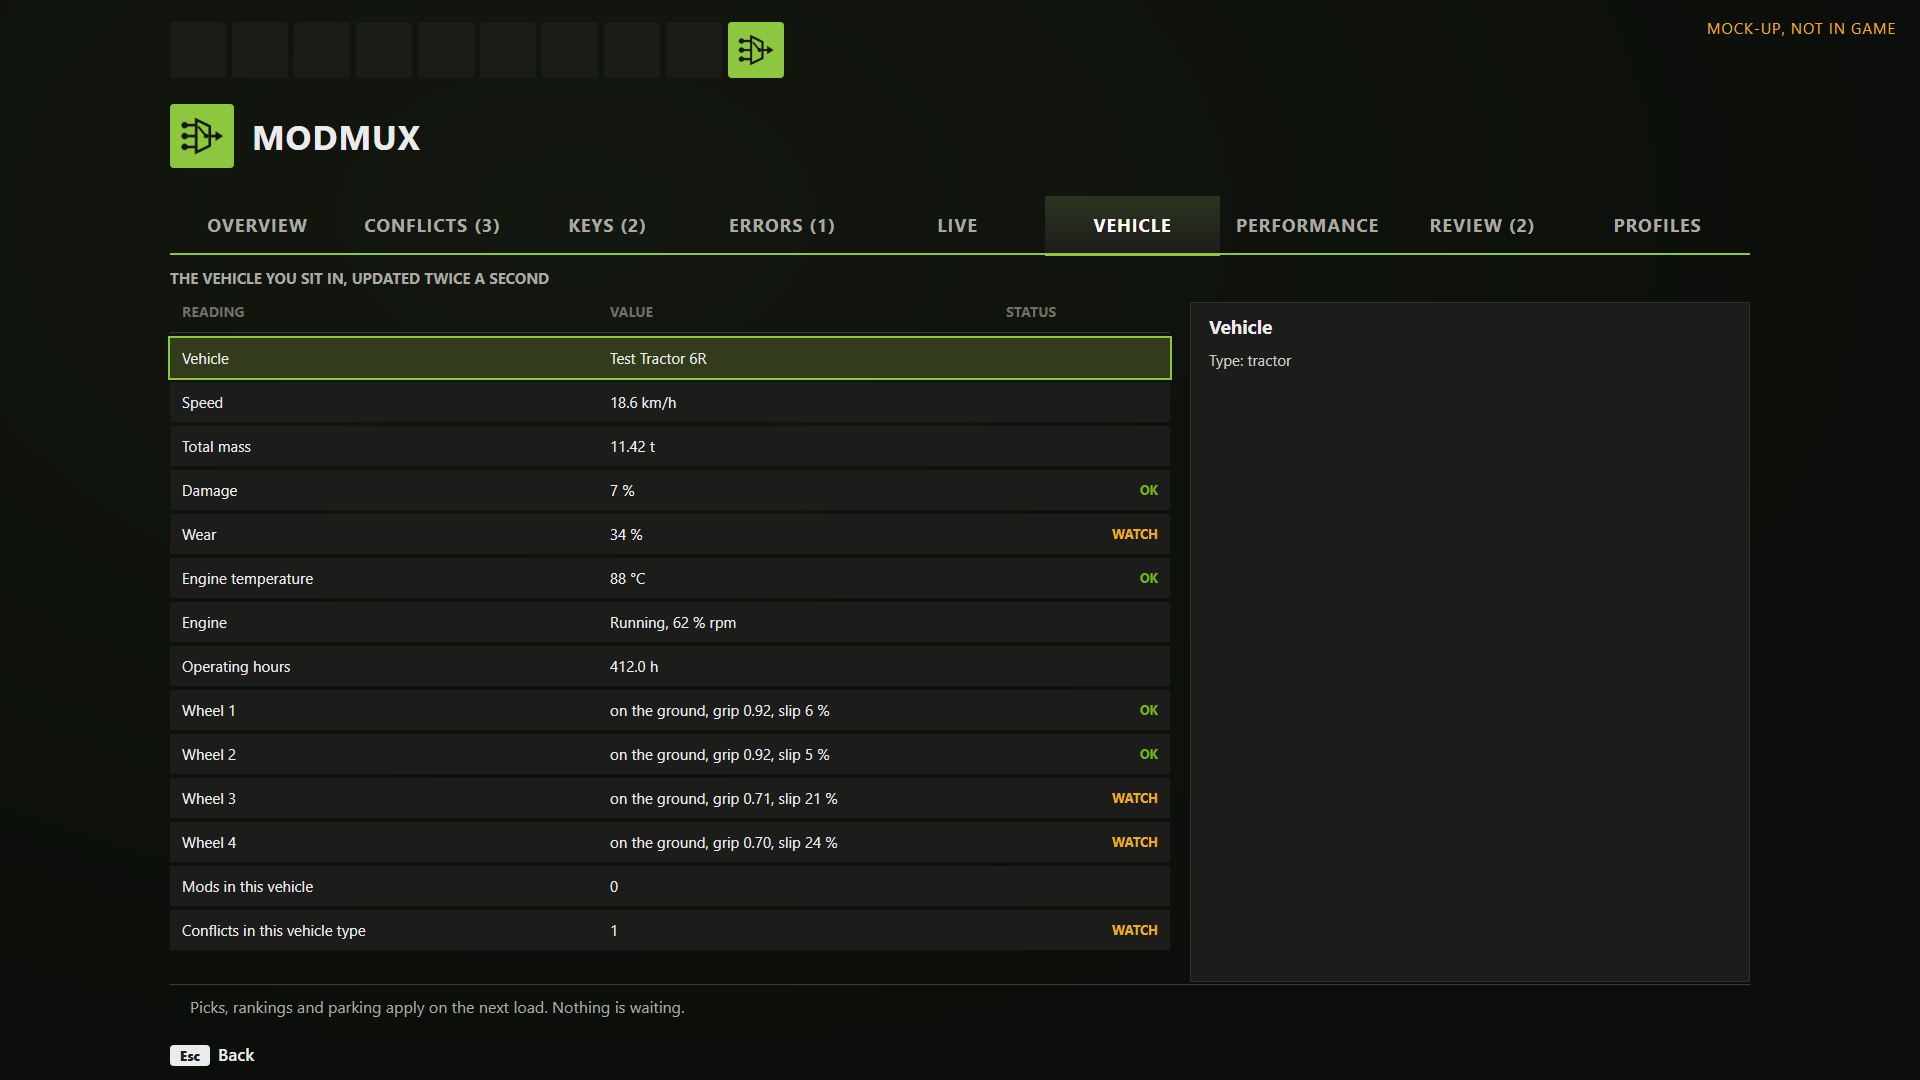 MOCK-UP, NOT IN GAME
MODMUX
OVERVIEW CONFLICTS (3) KEYS (2) ERRORS (1) LIVE VEHICLE PERFORMANCE REVIEW (2) PROFILES
THE VEHICLE YOU SIT IN, UPDATED TWICE A SECOND
READING VALUE STATUS
Vehicle Test Tractor 6R
Speed 18.6 km/h
Total mass 11.42 t
Damage 7 % OK
Wear 34 % WATCH
Engine temperature 88 °C OK
Engine Running, 62 % rpm
Operating hours 412.0 h
Wheel 1 on the ground, grip 0.92, slip 6 % OK
Wheel 2 on the ground, grip 0.92, slip 5 % OK
Wheel 3 on the ground, grip 0.71, slip 21 % WATCH
Wheel 4 on the ground, grip 0.70, slip 24 % WATCH
Mods in this vehicle 0
Conflicts in this vehicle type 1 WATCH
Vehicle
Type: tractor
Picks, rankings and parking apply on the next load. Nothing is waiting.
Esc Back